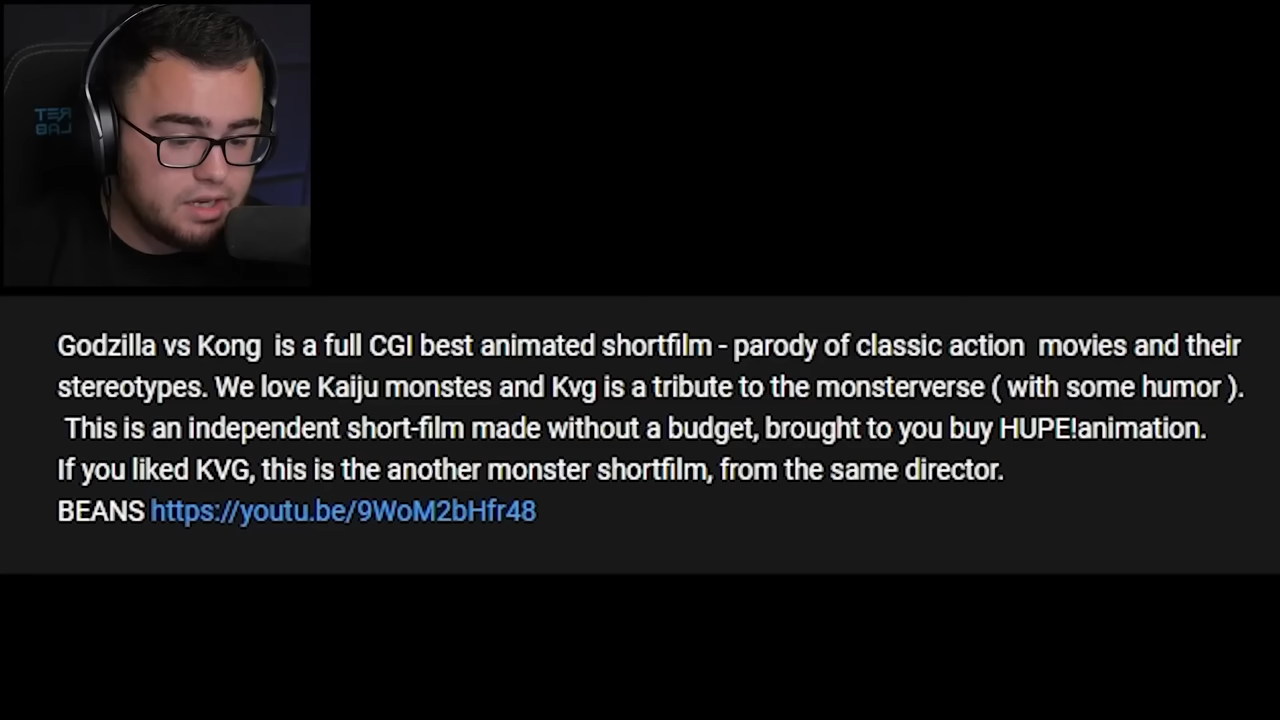 RET
LAB
Godzilla vs Kong is a full CGI best animated shortfilm - parody of classic action movies and their
stereotypes. We love Kaiju monstes and Kvg is a tribute to the monsterverse ( with some humor ).
This is an independent short-film made without a budget, brought to you buy HUPE!animation.
If you liked KVG, this is the another monster shortfilm, from the same director.
BEANS https://youtu.be/9WoM2bHfr48